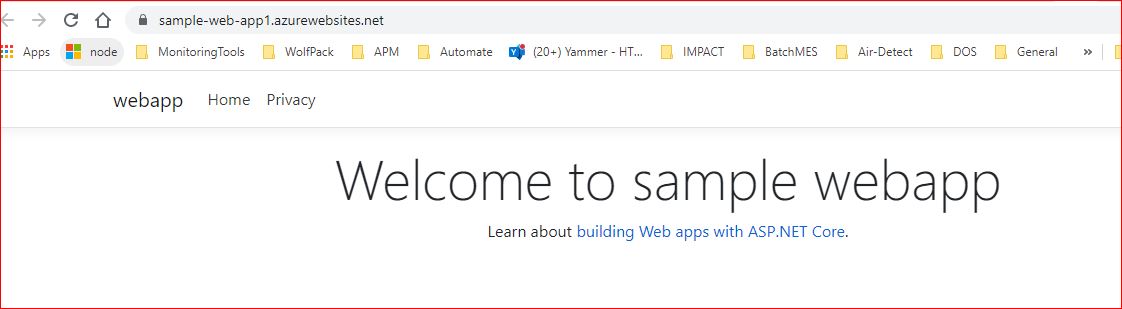 sample-web-app1.azurewebsites.net
Apps node MonitoringTools WolfPack APM Automate (20+) Yammer - HT... IMPACT BatchMES Air-Detect DOS General »
webapp Home Privacy
Welcome to sample webapp
Learn about building Web apps with ASP.NET Core.